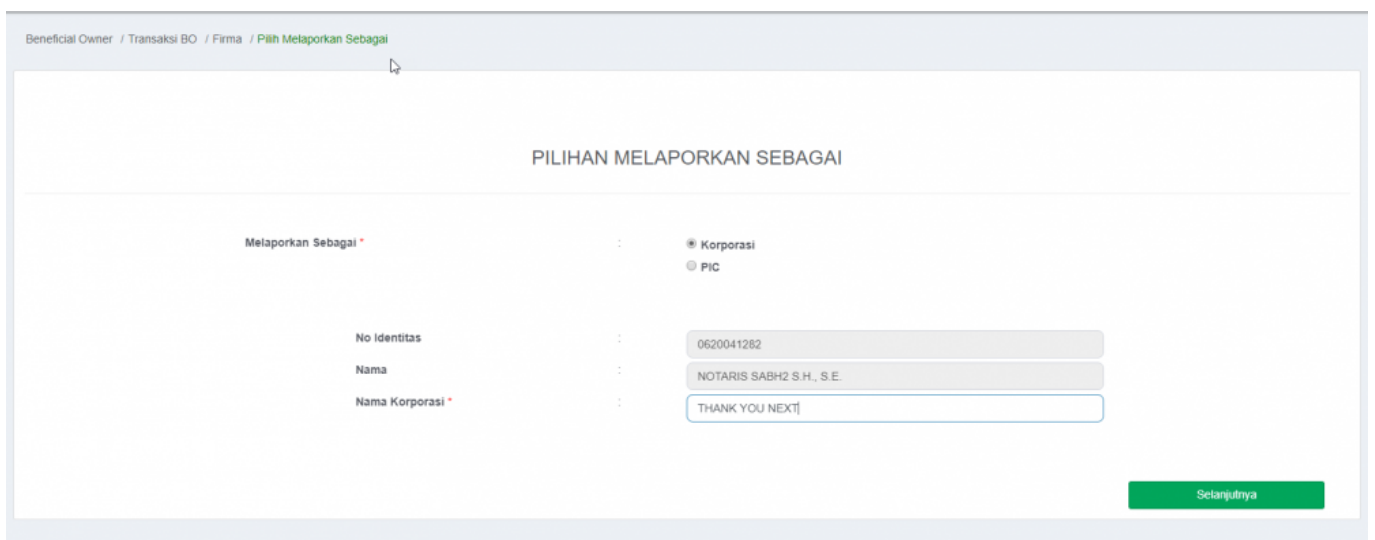 Beneficial Owner / Transaksi BO / Firma / Pilih Melaporkan Sebagai
PILIHAN MELAPORKAN SEBAGAI
Melaporkan Sebagai * : Korporasi
PIC
No Identitas : 0620041282
Nama : NOTARIS SABH2 S.H., S.E.
Nama Korporasi * : THANK YOU NEXT
Selanjutnya